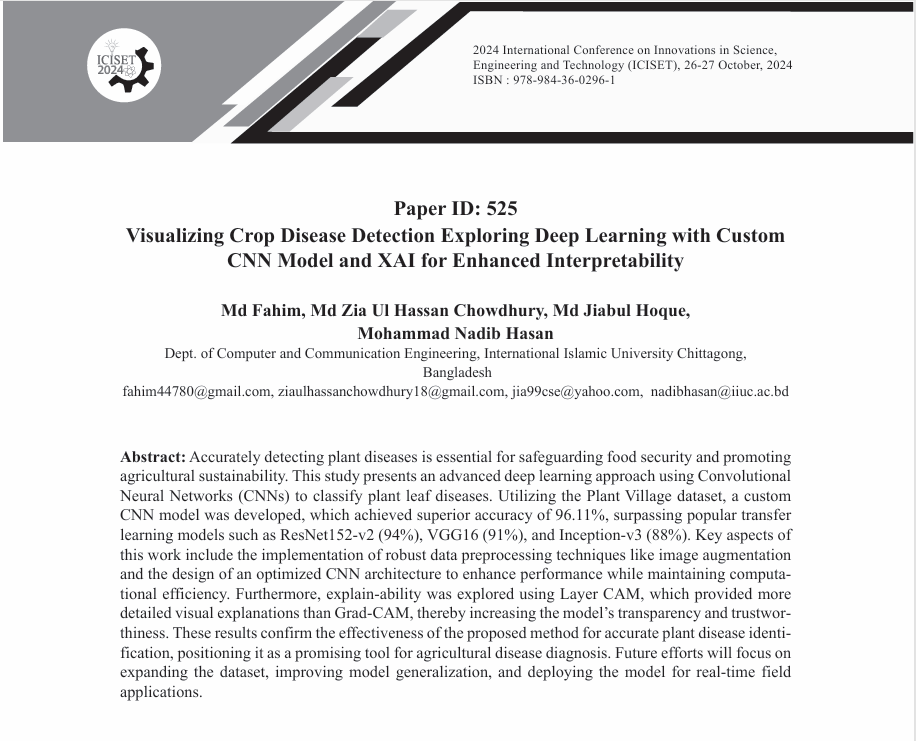 ICISET
2024
2024 International Conference on Innovations in Science,
Engineering and Technology (ICISET), 26-27 October, 2024
ISBN : 978-984-36-0296-1
Paper ID: 525
Visualizing Crop Disease Detection Exploring Deep Learning with Custom
CNN Model and XAI for Enhanced Interpretability
Md Fahim, Md Zia Ul Hassan Chowdhury, Md Jiabul Hoque,
Mohammad Nadib Hasan
Dept. of Computer and Communication Engineering, International Islamic University Chittagong,
Bangladesh
fahim44780@gmail.com, ziaulhassanchowdhury18@gmail.com, jia99cse@yahoo.com, nadibhasan@iiuc.ac.bd
Abstract: Accurately detecting plant diseases is essential for safeguarding food security and promoting
agricultural sustainability. This study presents an advanced deep learning approach using Convolutional
Neural Networks (CNNs) to classify plant leaf diseases. Utilizing the Plant Village dataset, a custom
CNN model was developed, which achieved superior accuracy of 96.11%, surpassing popular transfer
learning models such as ResNet152-v2 (94%), VGG16 (91%), and Inception-v3 (88%). Key aspects of
this work include the implementation of robust data preprocessing techniques like image augmentation
and the design of an optimized CNN architecture to enhance performance while maintaining computa-
tional efficiency. Furthermore, explain-ability was explored using Layer CAM, which provided more
detailed visual explanations than Grad-CAM, thereby increasing the model's transparency and trustwor-
thiness. These results confirm the effectiveness of the proposed method for accurate plant disease identi-
fication, positioning it as a promising tool for agricultural disease diagnosis. Future efforts will focus on
expanding the dataset, improving model generalization, and deploying the model for real-time field
applications.